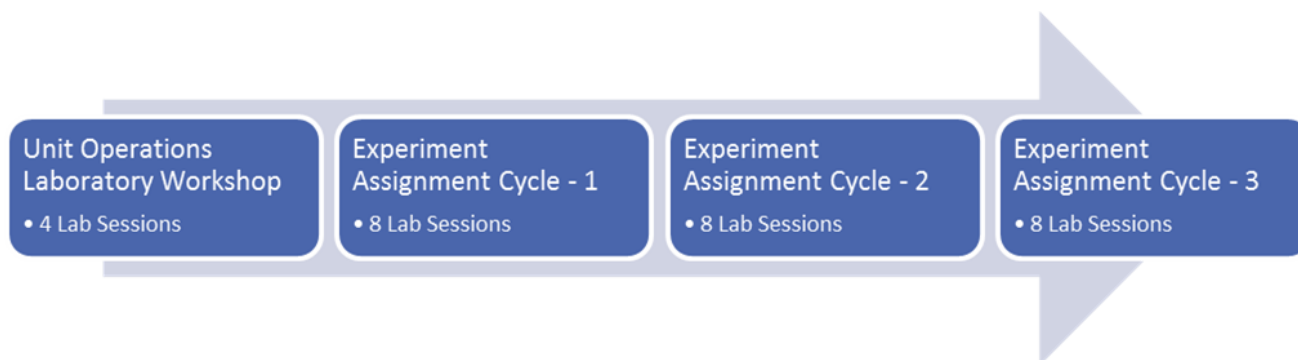 Unit Operations
Laboratory Workshop
• 4 Lab Sessions
Experiment
Assignment Cycle - 1
• 8 Lab Sessions
Experiment
Assignment Cycle - 2
• 8 Lab Sessions
Experiment
Assignment Cycle - 3
• 8 Lab Sessions